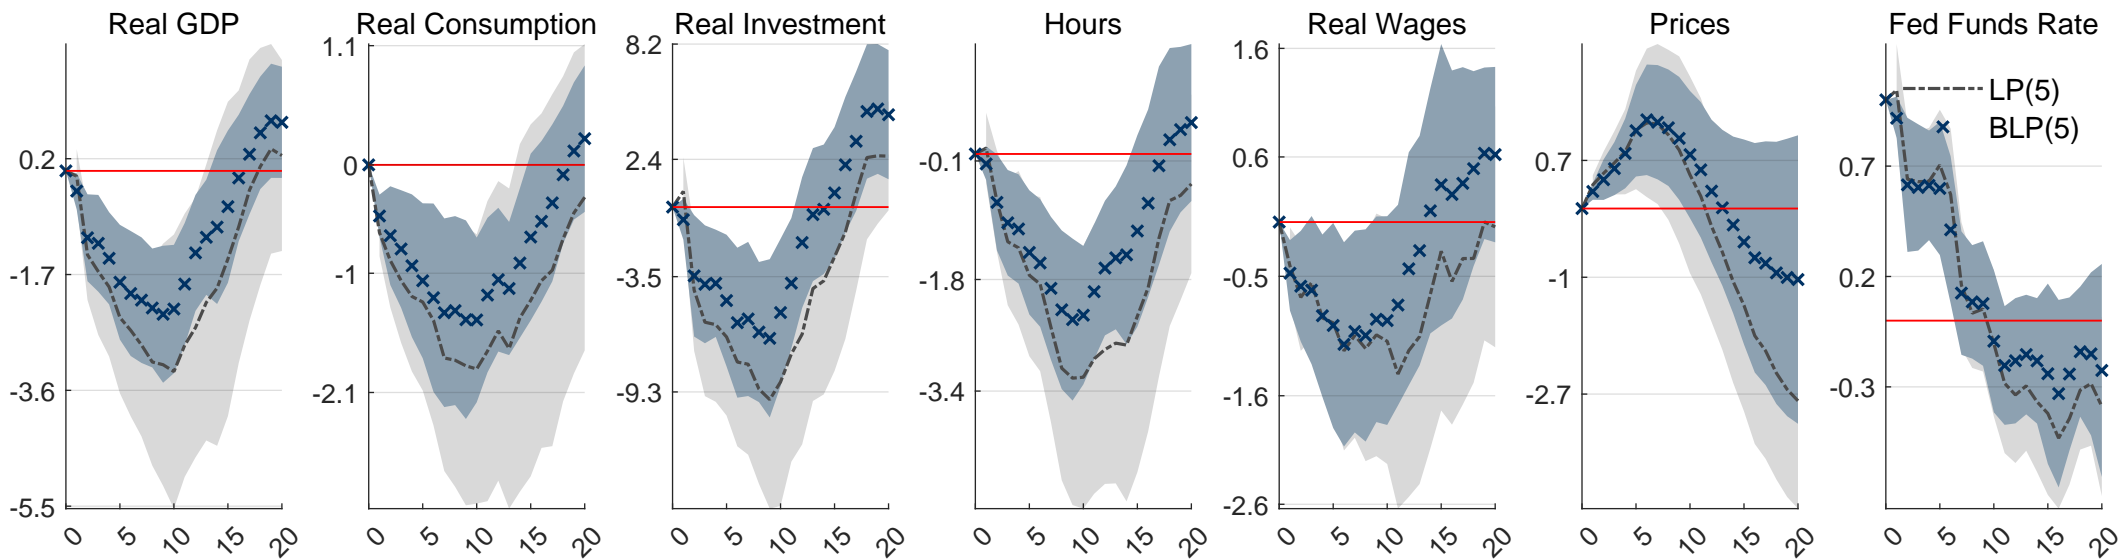 Real GDP
0.2
-1.7
-3.6
-5.5
0 5 10 15 20
Real Consumption
1.1
0
-1
-2.1
0 5 10 15 20
Real Investment
8.2
2.4
-3.5
-9.3
0 5 10 15 20
Hours
-0.1
-1.8
-3.4
0 5 10 15 20
Real Wages
1.6
0.6
-0.5
-1.6
-2.6
0 5 10 15 20
Prices
0.7
-1
-2.7
0 5 10 15 20
Fed Funds Rate
LP(5)
BLP(5)
0.7
0.2
-0.3
0 5 10 15 20